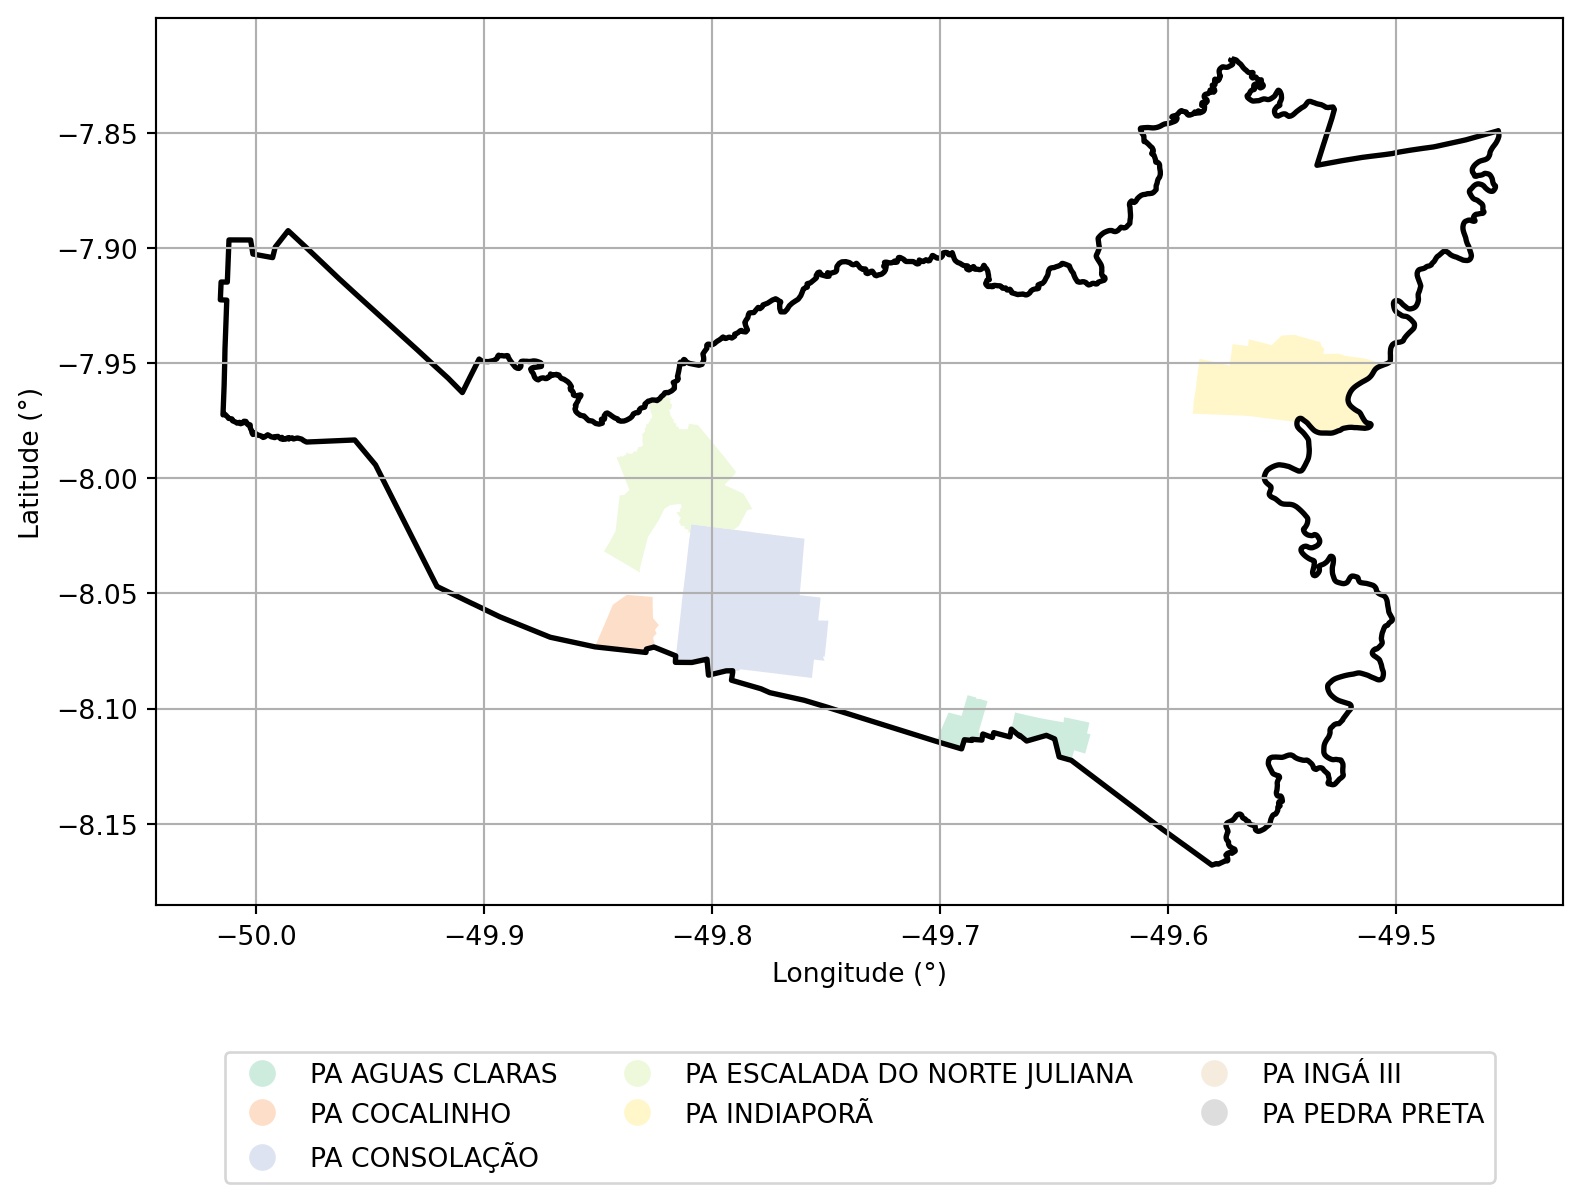 −7.85
−7.90
−7.95
−8.00
−8.05
−8.10
−8.15
Latitude (°)
−50.0 −49.9 −49.8 −49.7 −49.6 −49.5
Longitude (°)
PA AGUAS CLARAS
PA COCALINHO
PA CONSOLAÇÃO
PA ESCALADA DO NORTE JULIANA
PA INDIAPORÃ
PA INGÁ III
PA PEDRA PRETA